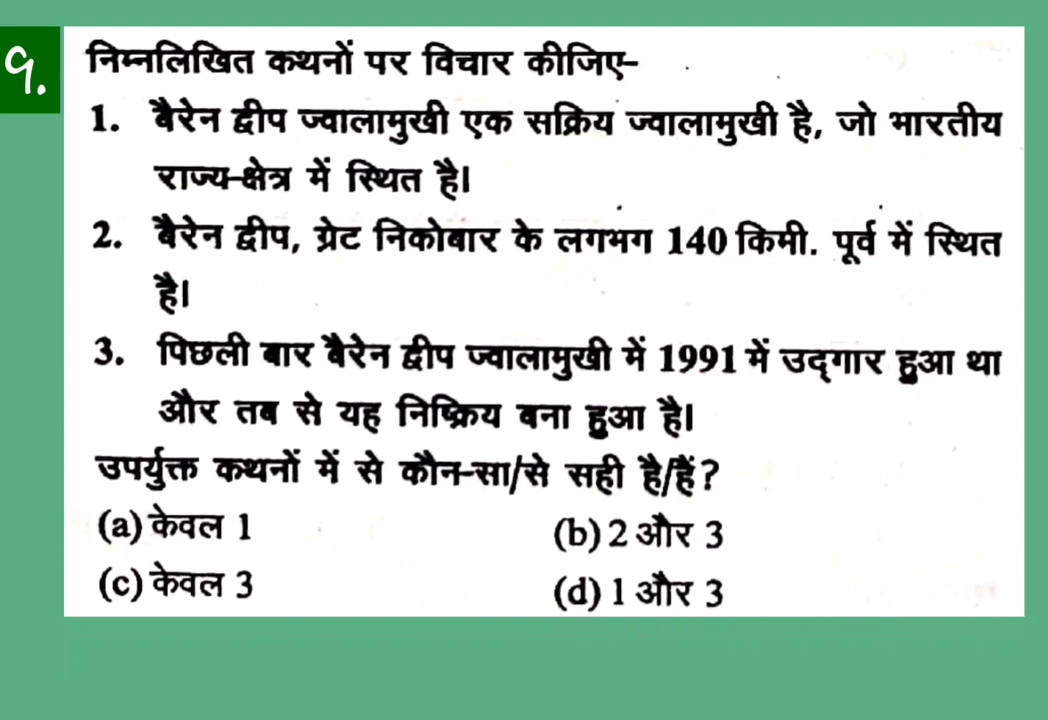 9.
निम्नलिखित कथनों पर विचार कीजिए-
1. बैरेन द्वीप ज्वालामुखी एक सक्रिय ज्वालामुखी है, जो भारतीय
राज्य-क्षेत्र में स्थित है।
2. बैरेन द्वीप, ग्रेट निकोबार के लगभग 140 किमी. पूर्व में स्थित
है।
3. पिछली बार बैरेन द्वीप ज्वालामुखी में 1991 में उद्गार हुआ था
और तब से यह निष्क्रिय बना हुआ है।
उपर्युक्त कथनों में से कौन-सा/से सही है/हैं?
(a) केवल 1 (b) 2 और 3
(c) केवल 3 (d) 1 और 3